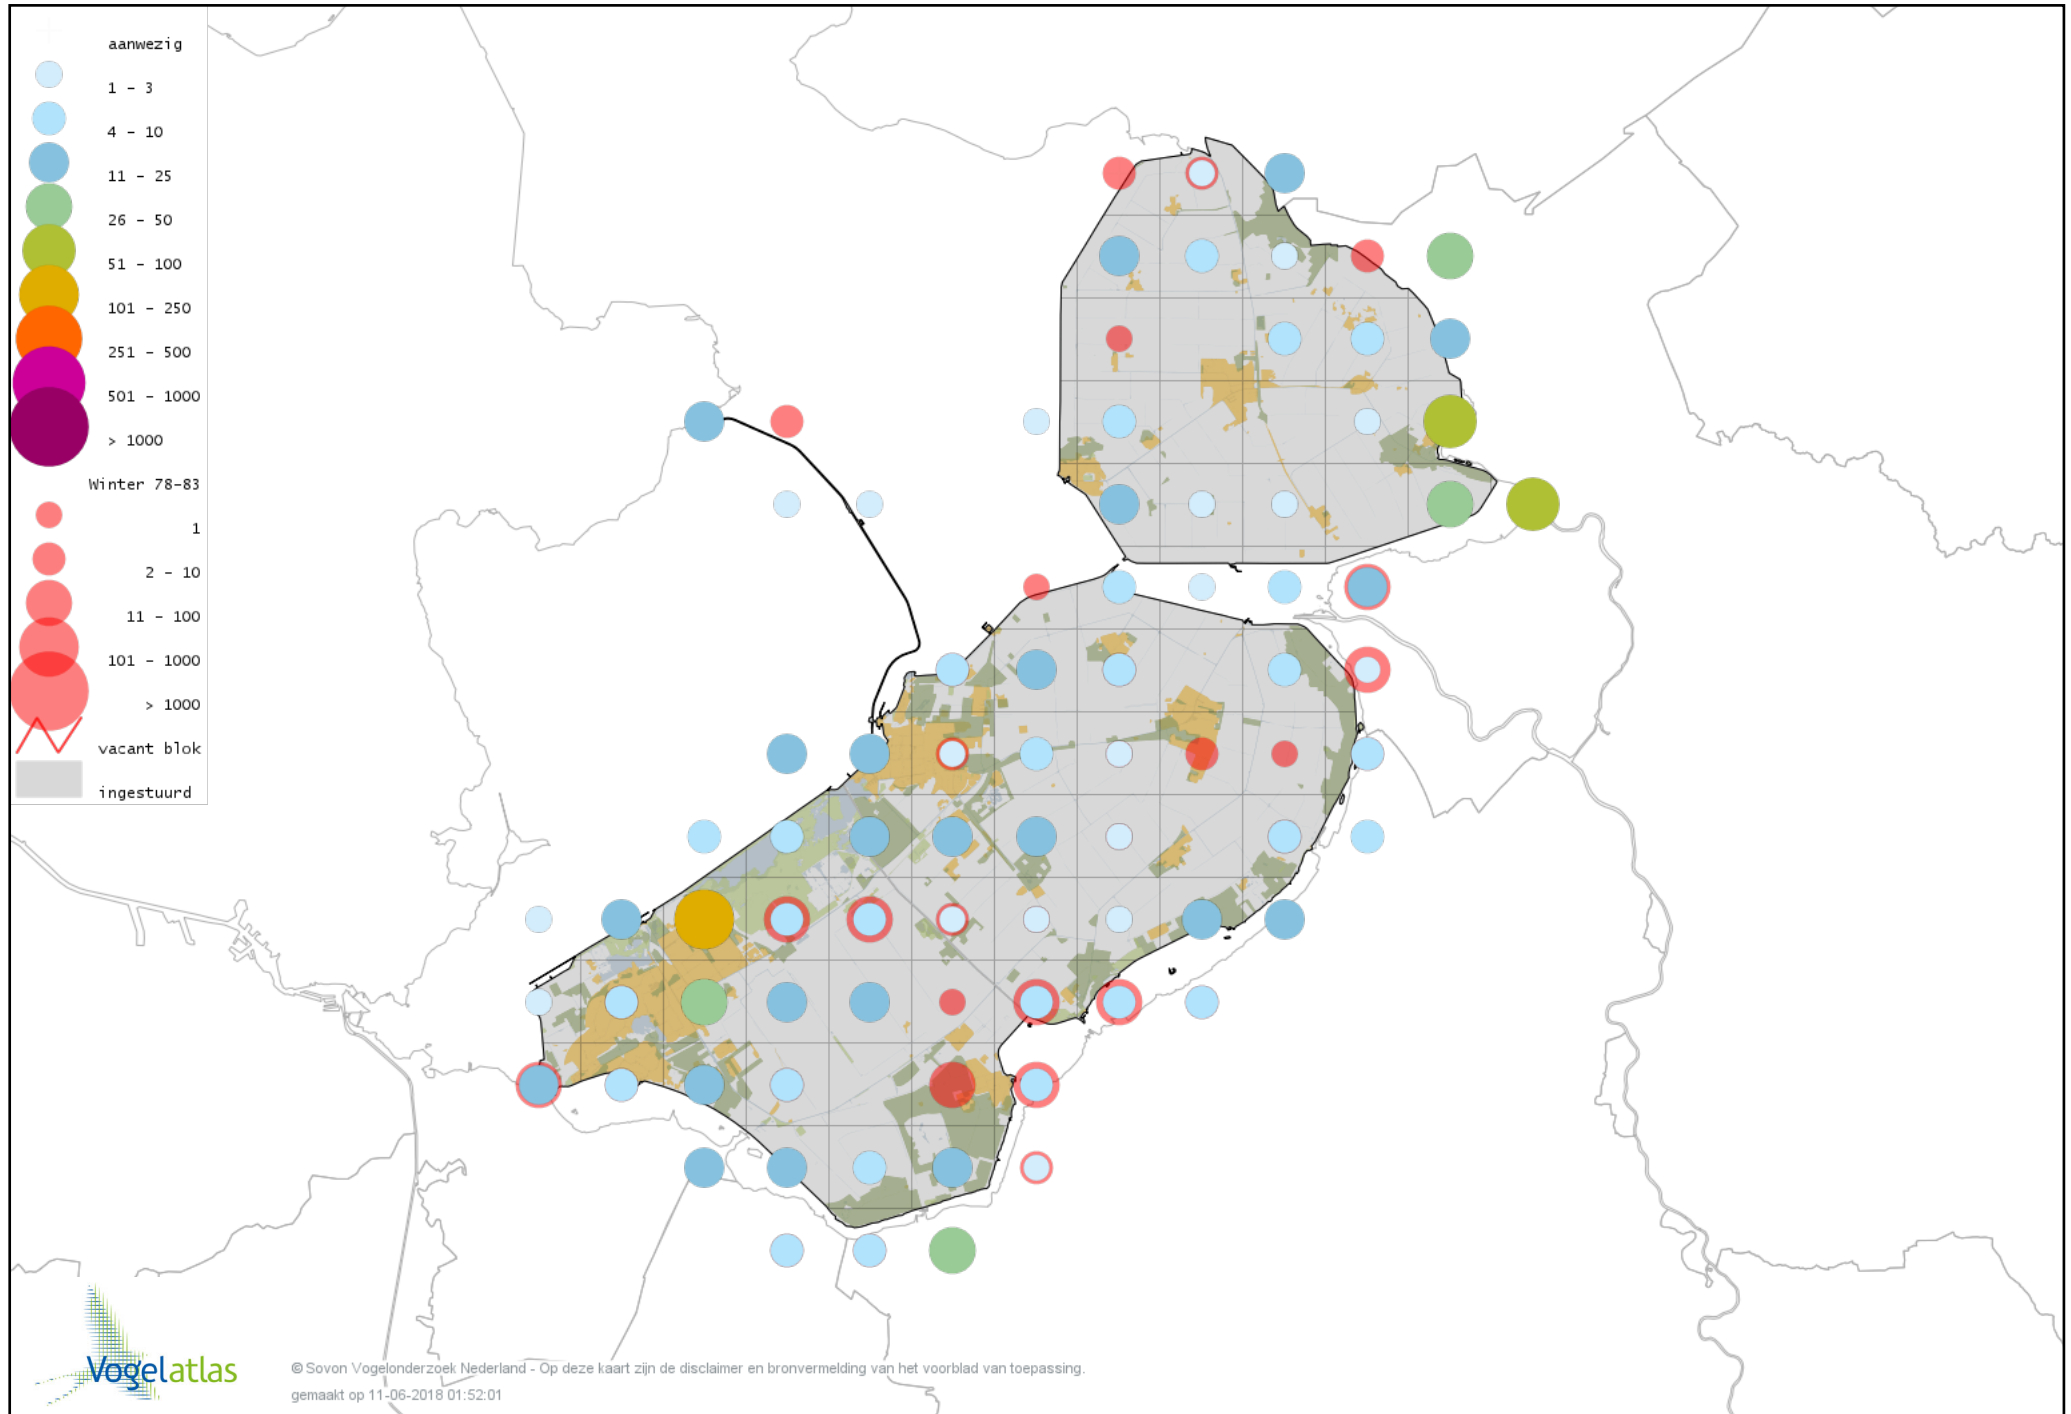 aanwezig
1 - 3
4 - 10
11 - 25
26 - 50
51 - 100
101 - 250
251 - 500
501 - 1000
> 1000
Winter 78-83
1
2 - 10
11 - 100
101 - 1000
> 1000
vacant blok
ingestuurd
Vogelatlas
© Sovon Vogelonderzoek Nederland - Op deze kaart zijn de disclaimer en bronvermelding van het voorblad van toepassing.
gemaakt op 11-06-2018 01:52:01